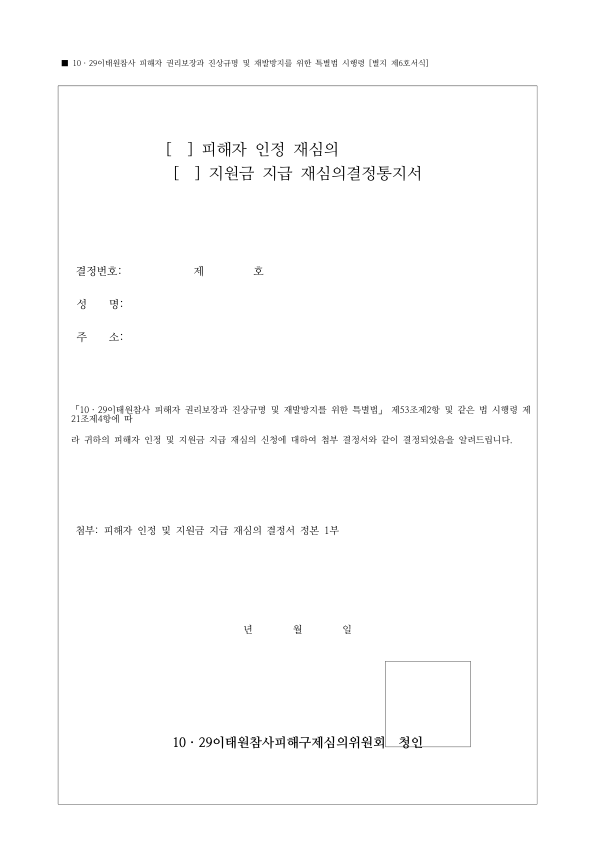 ■ 10ㆍ29이태원참사 피해자 권리보장과 진상규명 및 재발방지를 위한 특별법 시행령 [별지 제6호서식]
[  ] 피해자 인정 재심의
[  ] 지원금 지급 재심의결정통지서
결정번호: 제 호
성 명:
주 소:
「10ㆍ29이태원참사 피해자 권리보장과 진상규명 및 재발방지를 위한 특별법」 제53조제2항 및 같은 법 시행령 제
21조제4항에 따
라 귀하의 피해자 인정 및 지원금 지급 재심의 신청에 대하여 첨부 결정서와 같이 결정되었음을 알려드립니다.
첨부: 피해자 인정 및 지원금 지급 재심의 결정서 정본 1부
년 월 일
10ㆍ29이태원참사피해구제심의위원회 청인